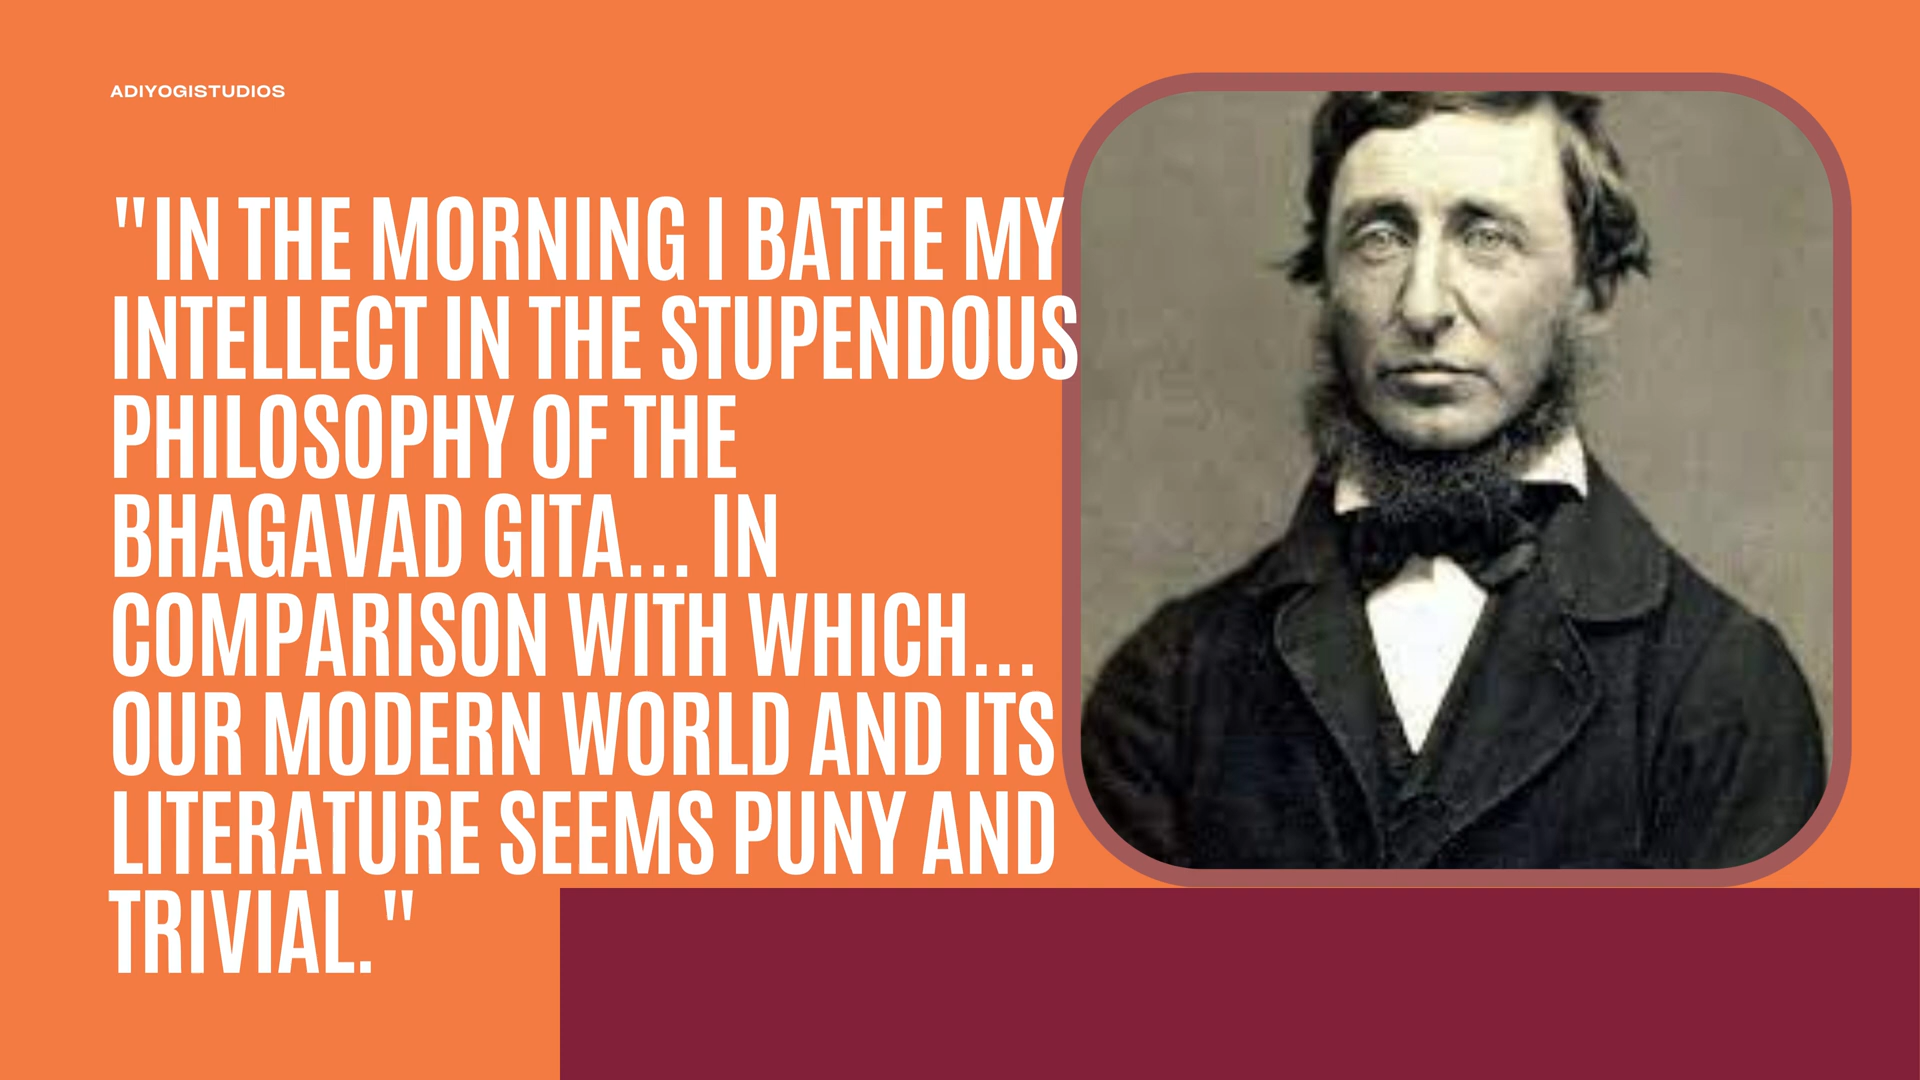 ADIYOGISTUDIOS
"IN THE MORNING I BATHE MY
INTELLECT IN THE STUPENDOUS
PHILOSOPHY OF THE
BHAGAVAD GITA... IN
COMPARISON WITH WHICH...
OUR MODERN WORLD AND ITS
LITERATURE SEEMS PUNY AND
TRIVIAL."